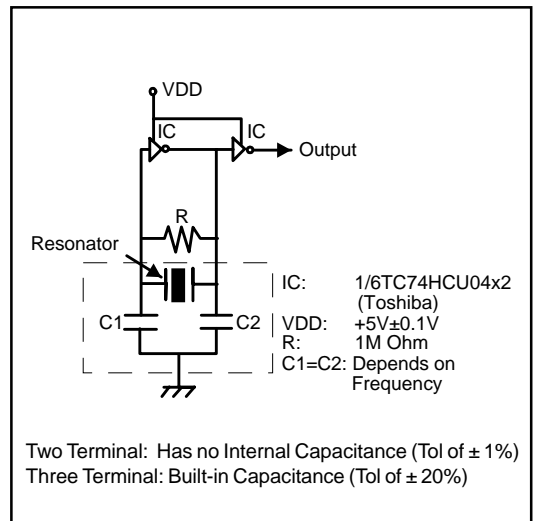 VDD
IC
IC
Output
R
Resonator
C1
C2
IC: 1/6TC74HCU04x2
(Toshiba)
VDD: +5V±0.1V
R: 1M Ohm
C1=C2: Depends on
Frequency
Two Terminal: Has no Internal Capacitance (Tol of ± 1%)
Three Terminal: Built-in Capacitance (Tol of ± 20%)